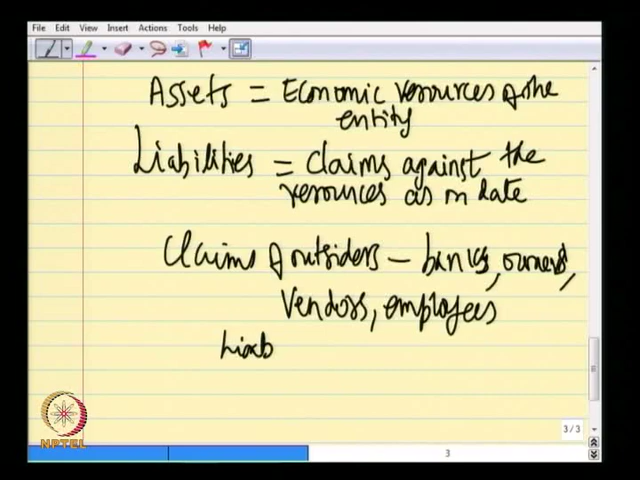 File Edit View Insert Actions Tools Help
Assets = Economic resources of the
entity
Liabilities = Claims against the
resources as on date
Claims of outsiders – banks, owners,
Vendors, employees
Liab
NPTEL
3/3
3